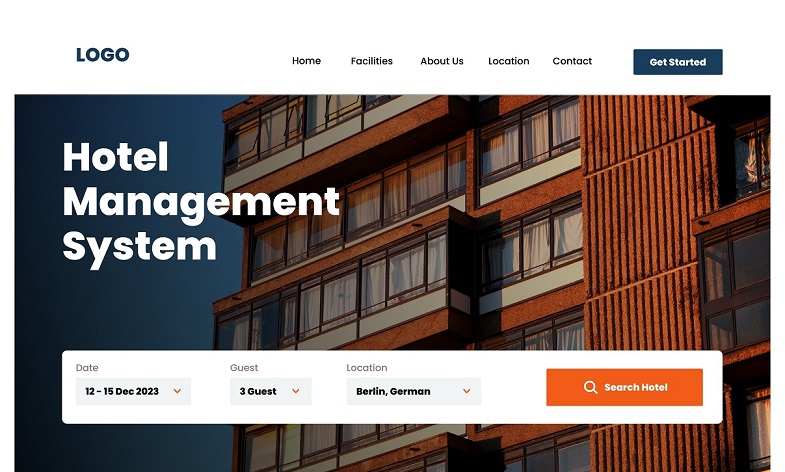 LOGO
Home Facilities About Us Location Contact Get Started
Hotel
Management
System
Date Guest Location
12 - 15 Dec 2023 3 Guest Berlin, German Search Hotel